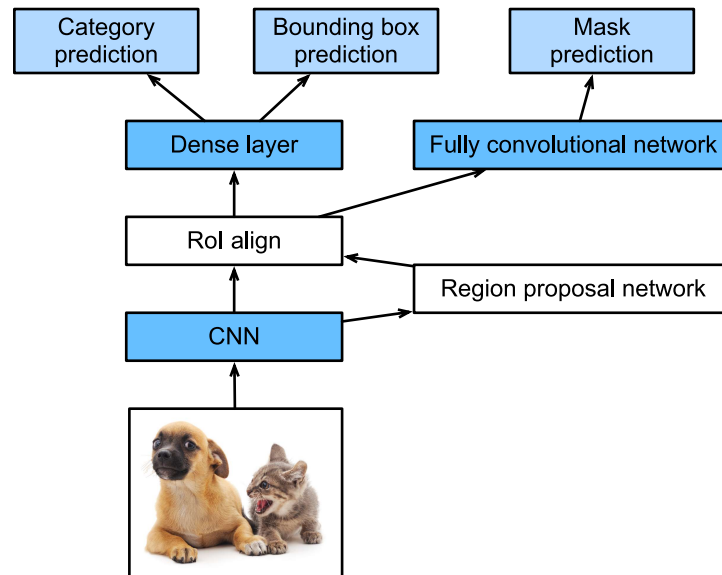 Category
prediction
Bounding box
prediction
Mask
prediction
Dense layer
Fully convolutional network
RoI align
Region proposal network
CNN